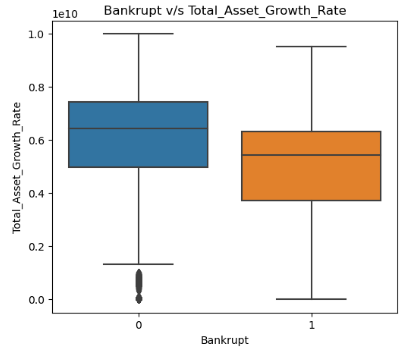 Bankrupt v/s Total_Asset_Growth_Rate
1e10
1.0
0.8
0.6
0.4
0.2
0.0
Total_Asset_Growth_Rate
0 1
Bankrupt